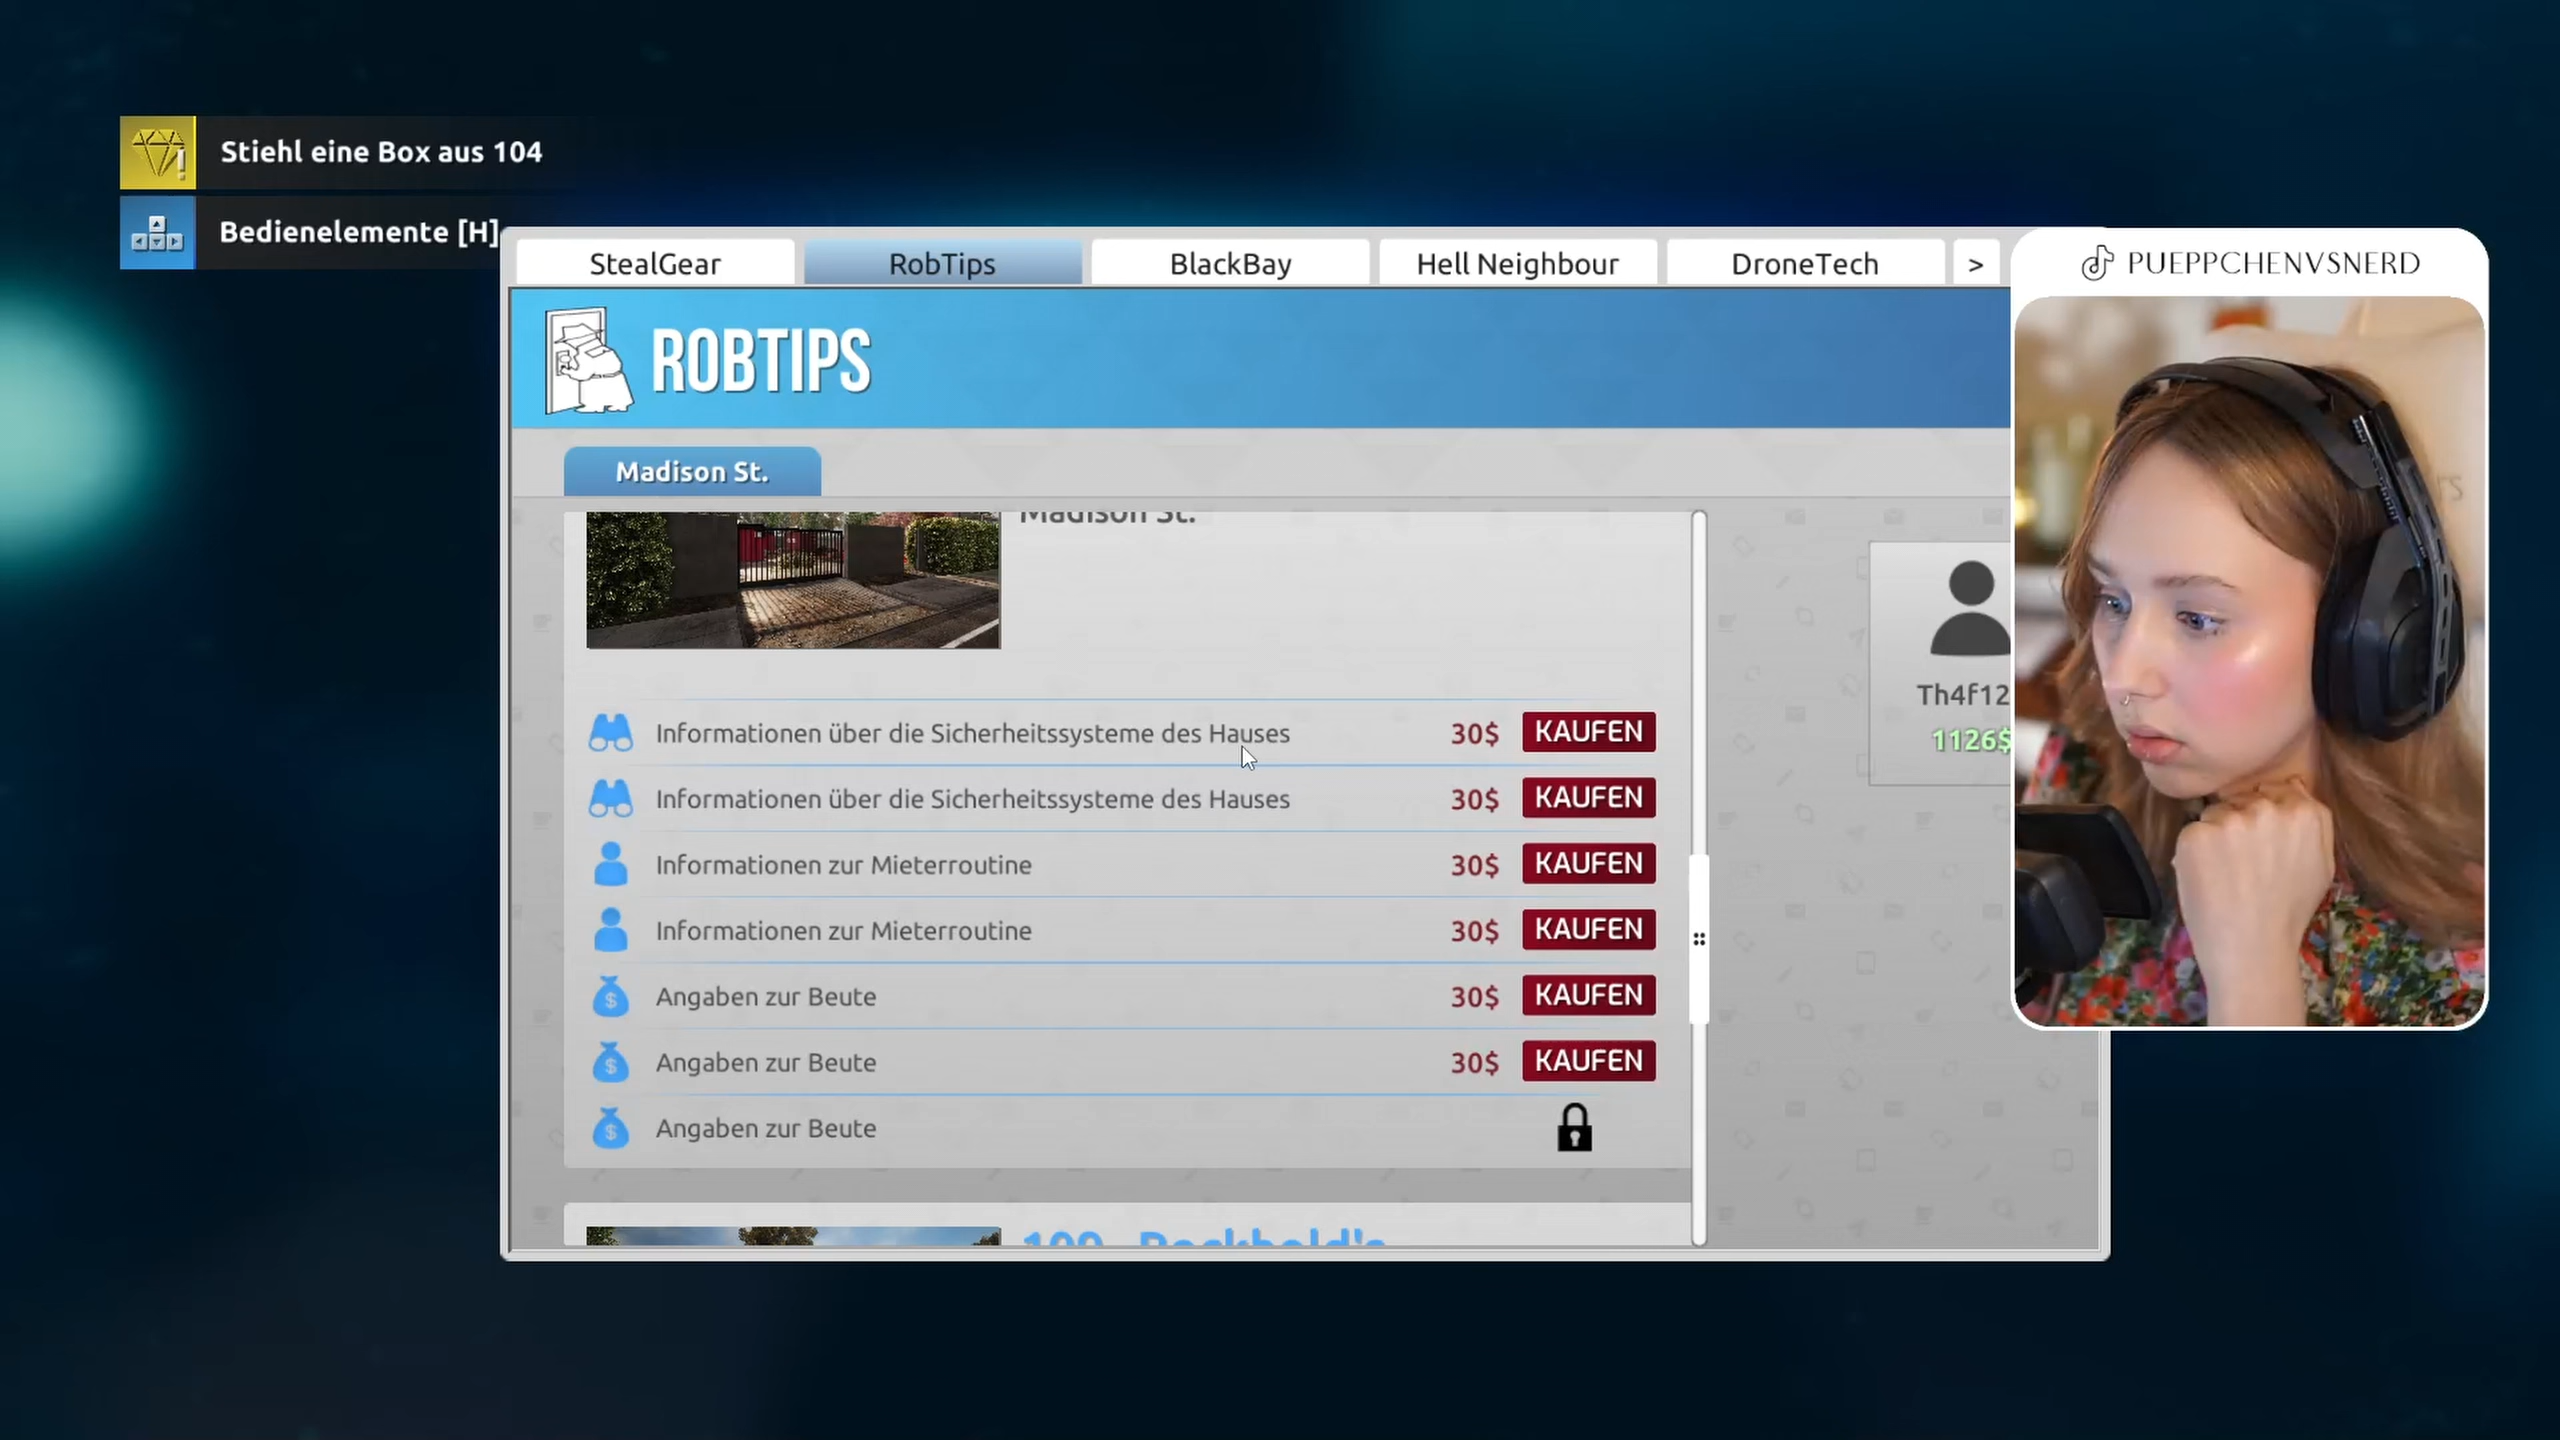 Stiehl eine Box aus 104
Bedienelemente [H]
StealGear
RobTips
BlackBay
Hell Neighbour
DroneTech
>
PUEPPCHENVSNERD
ROBTIPS
Madison St.
Madison St.
Th4f12
1126$
Informationen über die Sicherheitssysteme des Hauses 30$ KAUFEN
Informationen über die Sicherheitssysteme des Hauses 30$ KAUFEN
Informationen zur Mieterroutine 30$ KAUFEN
Informationen zur Mieterroutine 30$ KAUFEN
Angaben zur Beute 30$ KAUFEN
Angaben zur Beute 30$ KAUFEN
Angaben zur Beute